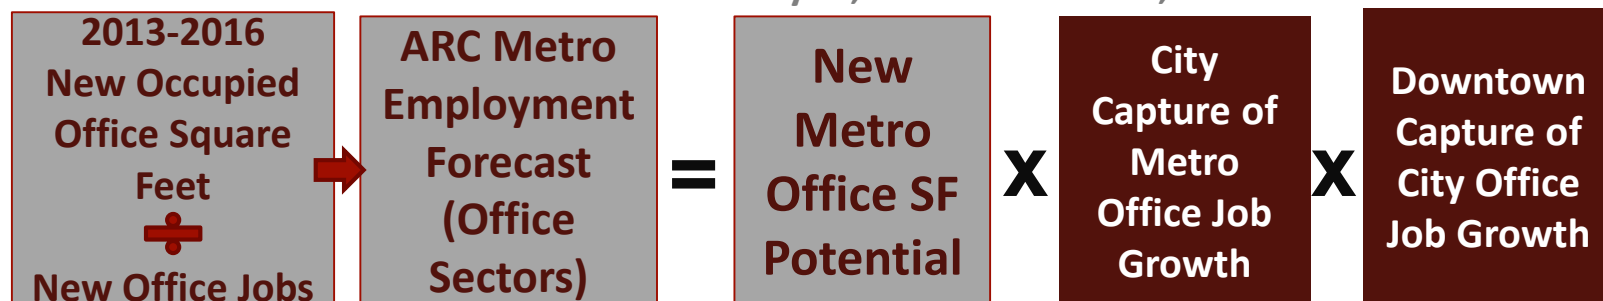 2013-2016
New Occupied
Office Square
Feet
÷
New Office Jobs
ARC Metro
Employment
Forecast
(Office
Sectors)
=
New
Metro
Office SF
Potential
X
City
Capture of
Metro
Office Job
Growth
X
Downtown
Capture of
City Office
Job Growth